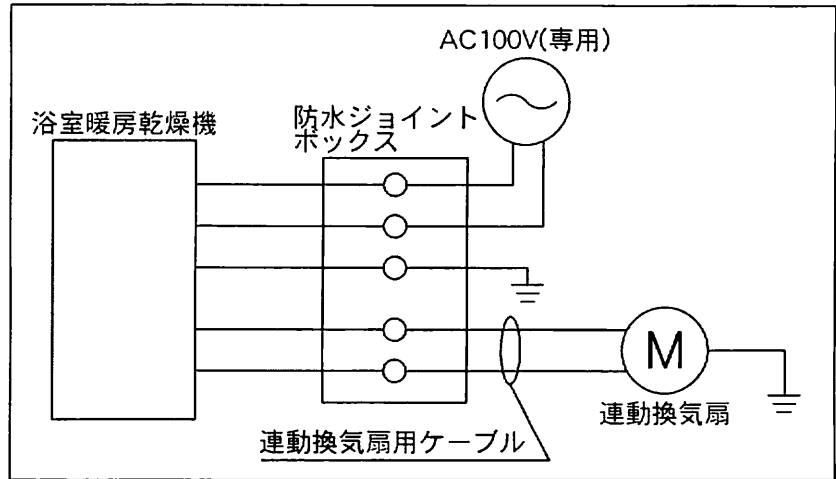 AC100V(専用)
浴室暖房乾燥機
防水ジョイント
ボックス
M
連動換気扇
連動換気扇用ケーブル